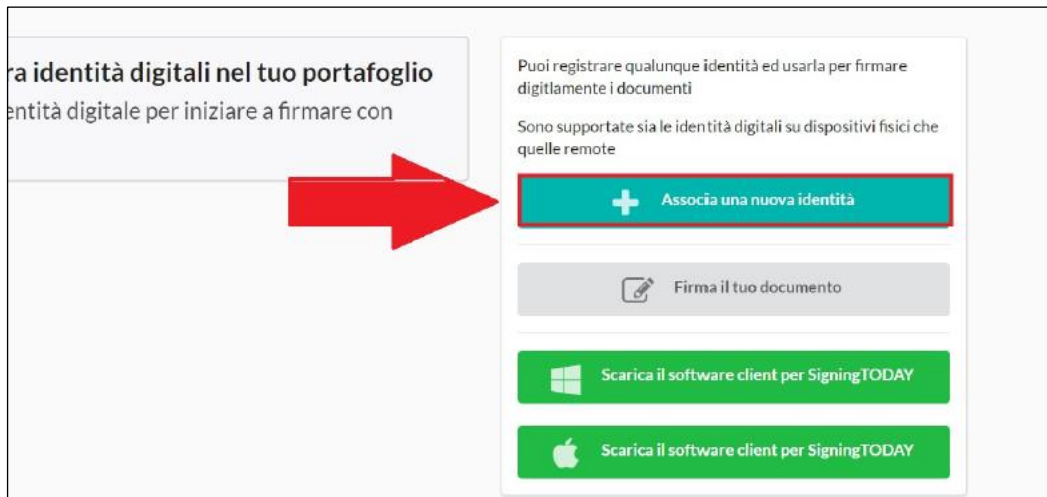 ra identità digitali nel tuo portafoglio
entità digitale per iniziare a firmare con
Puoi registrare qualunque identità ed usarla per firmare
digitlamente i documenti
Sono supportate sia le identità digitali su dispositivi fisici che
quelle remote
Associa una nuova identità
Firma il tuo documento
Scarica il software client per SigningTODAY
Scarica il software client per SigningTODAY